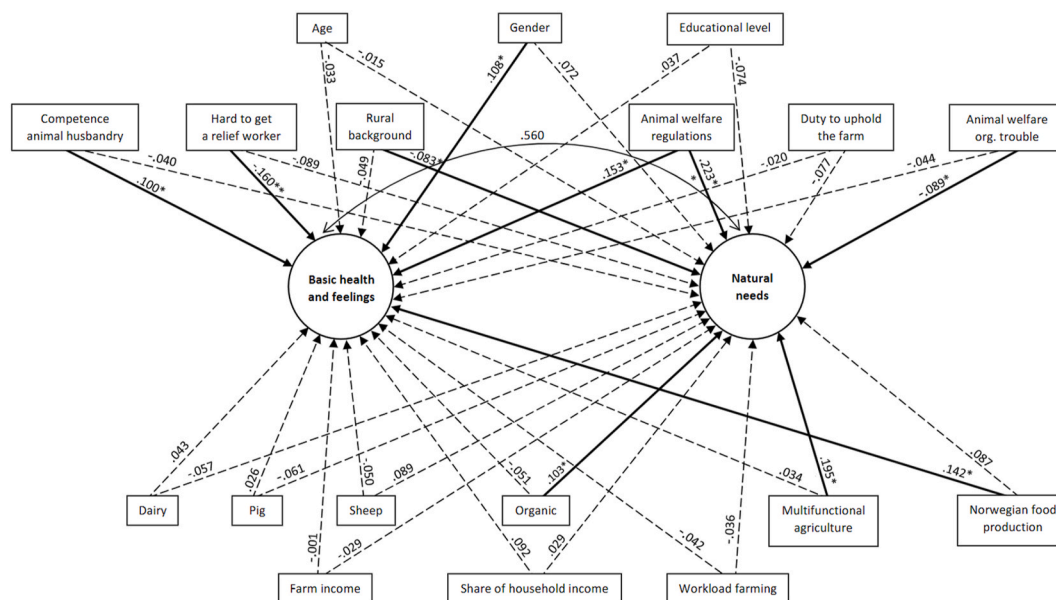 Age
Gender
Educational level
-.033
-.015
.108*
.072
.037
-.074
Competence
animal husbandry
Hard to get
a relief worker
Rural
background
Animal welfare
regulations
Duty to uphold
the farm
Animal welfare
org. trouble
.560
-.040
.100*
-.089
-.160**
-.049
-.083*
.153*
.223*
*
-.020
-.077
-.044
-.089*
Basic health
and feelings
Natural
needs
.043
-.057
.026
-.061
-.050
.089
-.051
.103*
.034
.195*
.142*
.087
Dairy
Pig
Sheep
Organic
Multifunctional
agriculture
Norwegian food
production
-.001
-.029
.092
.029
-.042
-.036
Farm income
Share of household income
Workload farming